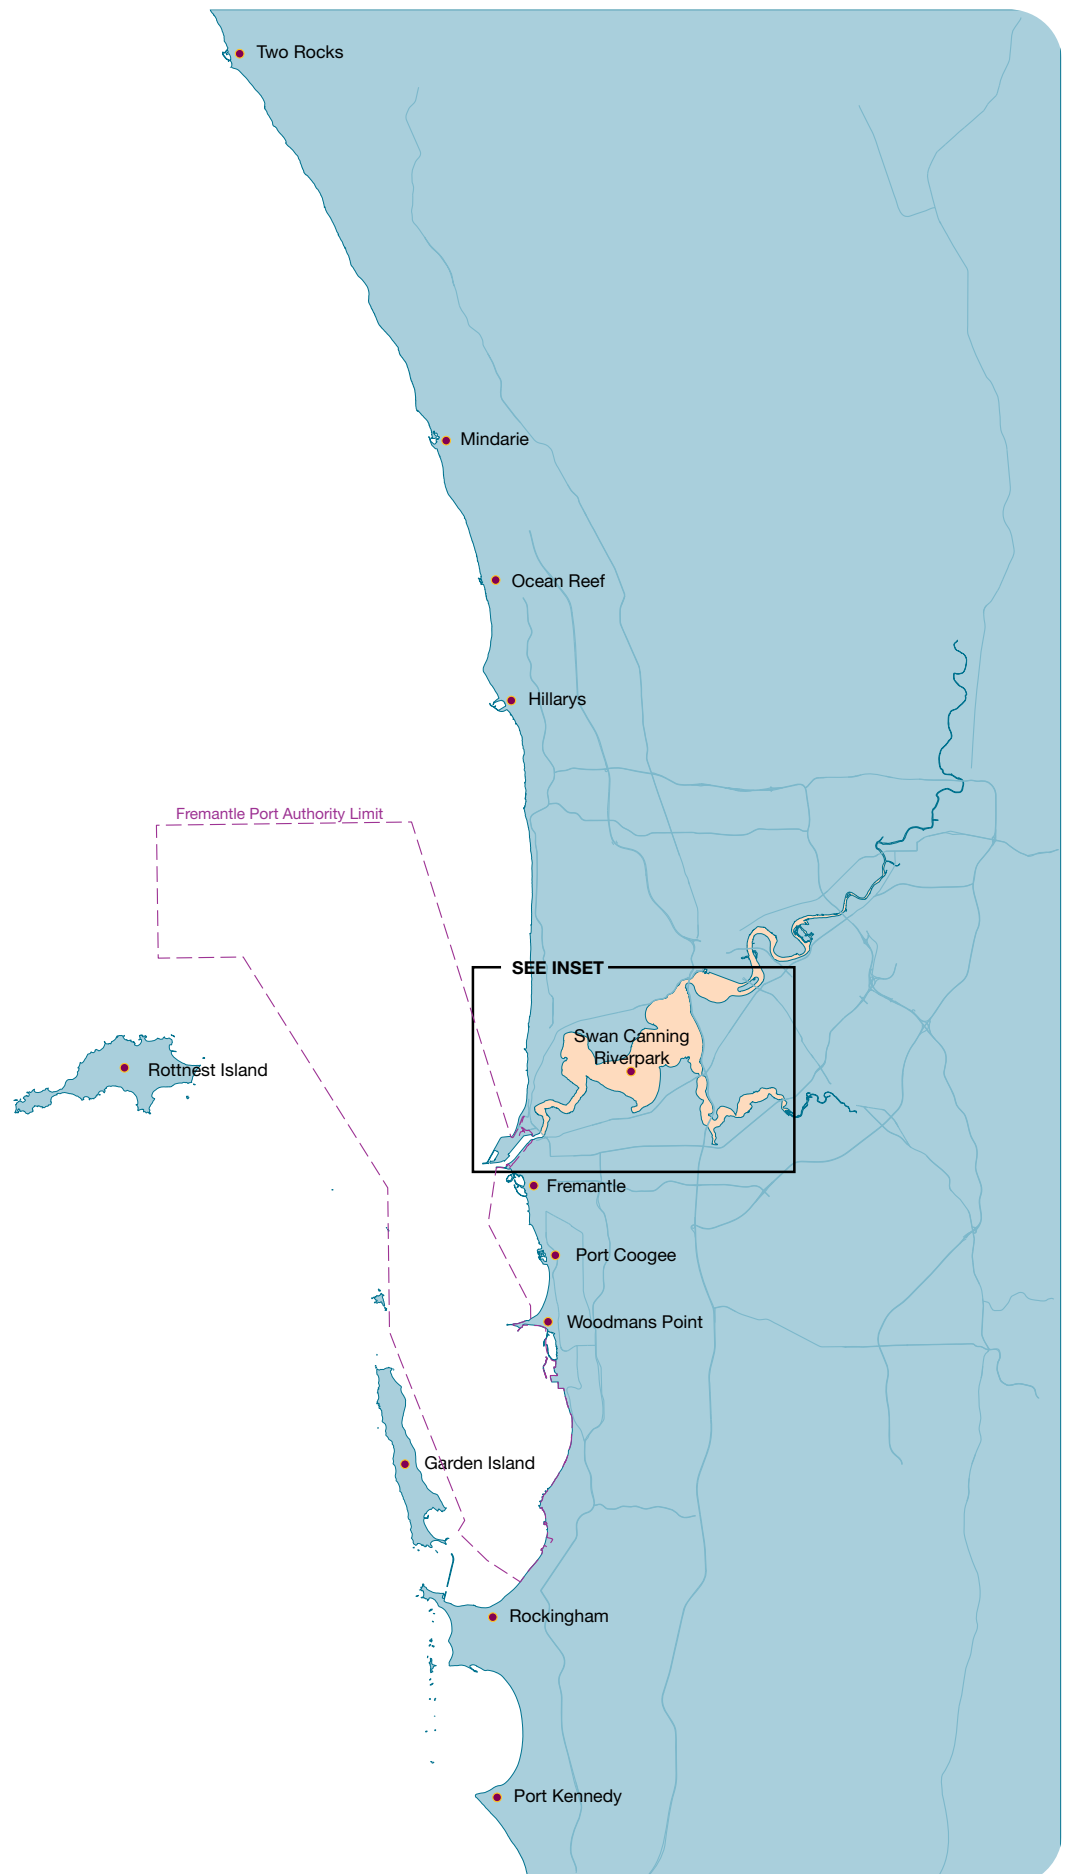 Two Rocks
Mindarie
Ocean Reef
Hillarys
Fremantle Port Authority Limit
SEE INSET
Swan Canning
Riverpark
Rottnest Island
Fremantle
Port Coogee
Woodmans Point
Garden Island
Rockingham
Port Kennedy